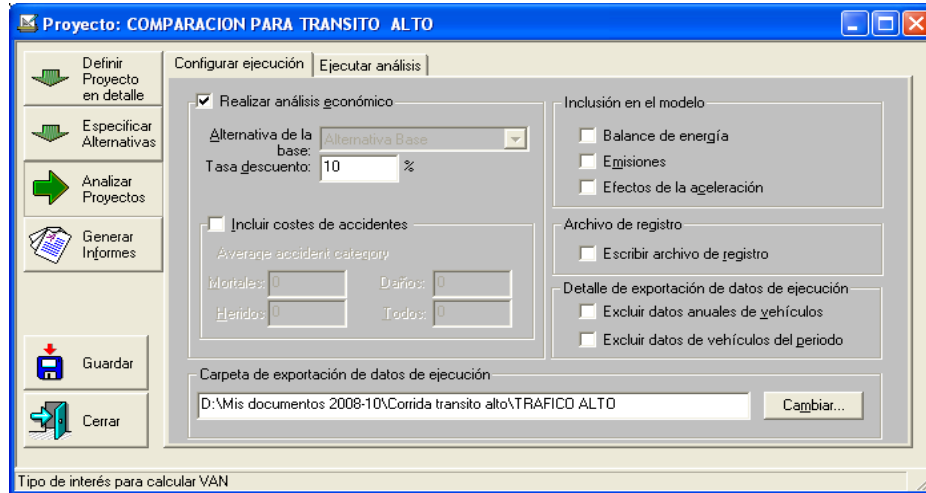 Proyecto: COMPARACION PARA TRANSITO ALTO
Definir
Proyecto
en detalle
Especificar
Alternativas
Analizar
Proyectos
Generar
Informes
Guardar
Cerrar
Configurar ejecución
Ejecutar análisis
Realizar análisis económico
Alternativa de la
base:
Alternativa Base
Tasa descuento:
10
%
Incluir costes de accidentes
Average accident category
Mortales:
0
Daños:
0
Heridos
0
Todos:
0
Inclusión en el modelo
Balance de energía
Emisiones
Efectos de la aceleración
Archivo de registro
Escribir archivo de registro
Detalle de exportación de datos de ejecución
Excluir datos anuales de vehículos
Excluir datos de vehículos del periodo
Carpeta de exportación de datos de ejecución
D:\Mis documentos 2008-10\Corrida transito alto\TRAFICO ALTO
Cambiar...
Tipo de interés para calcular VAN